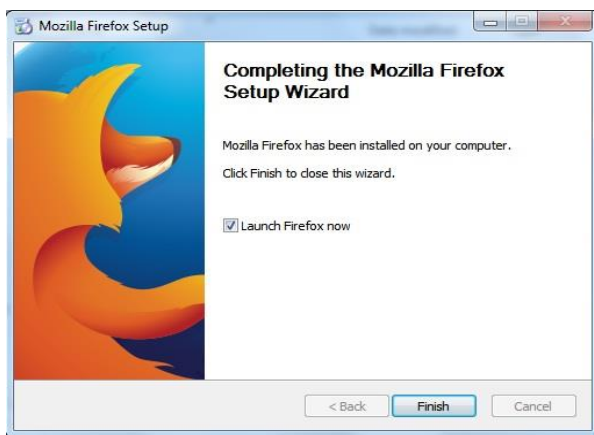 Mozilla Firefox Setup
Completing the Mozilla Firefox
Setup Wizard
Mozilla Firefox has been installed on your computer.
Click Finish to close this wizard.
Launch Firefox now
< Back
Finish
Cancel